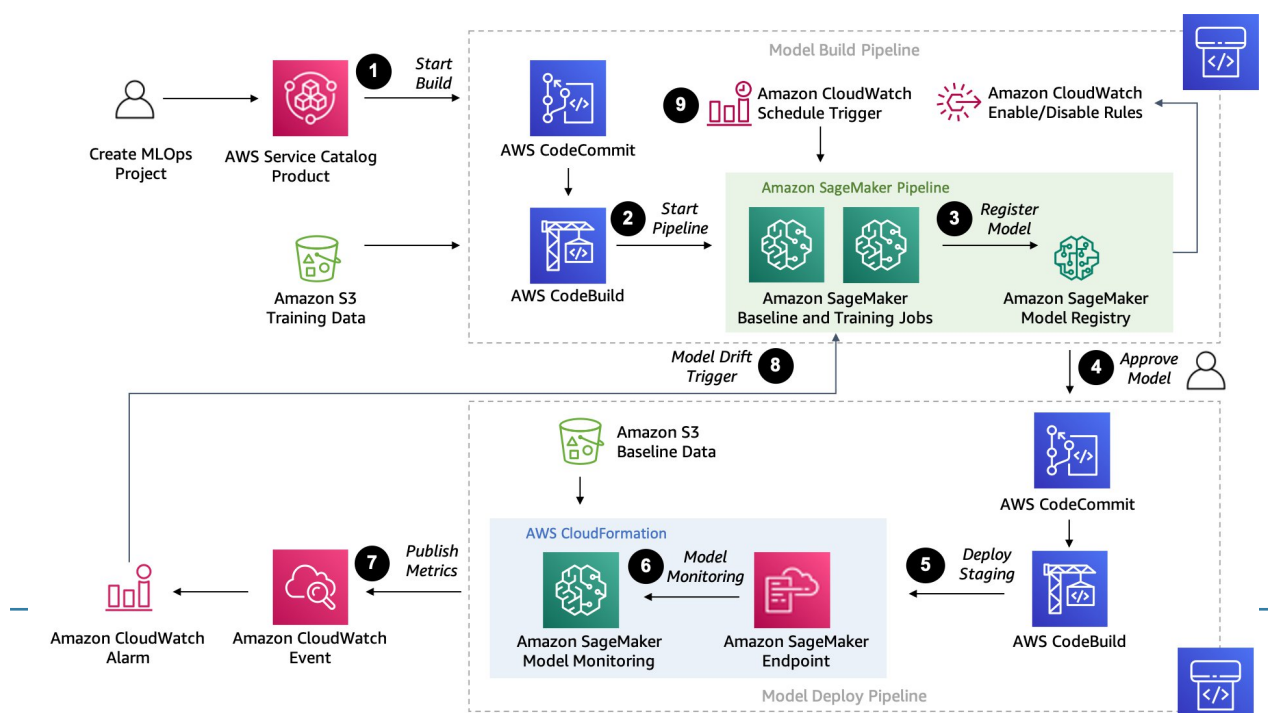 Model Build Pipeline
1
Start
Build
Create MLOps
Project
AWS Service Catalog
Product
AWS CodeCommit
9
Amazon CloudWatch
Schedule Trigger
Amazon CloudWatch
Enable/Disable Rules
Amazon S3
Training Data
AWS CodeBuild
2
Start
Pipeline
Amazon SageMaker Pipeline
Amazon SageMaker
Baseline and Training Jobs
3
Register
Model
Amazon SageMaker
Model Registry
Model Drift
Trigger
8
4
Approve
Model
Amazon S3
Baseline Data
AWS CodeCommit
AWS CodeBuild
5
Deploy
Staging
AWS CloudFormation
6
Model
Monitoring
Amazon SageMaker
Model Monitoring
Amazon SageMaker
Endpoint
7
Publish
Metrics
Amazon CloudWatch
Event
Amazon CloudWatch
Alarm
Model Deploy Pipeline